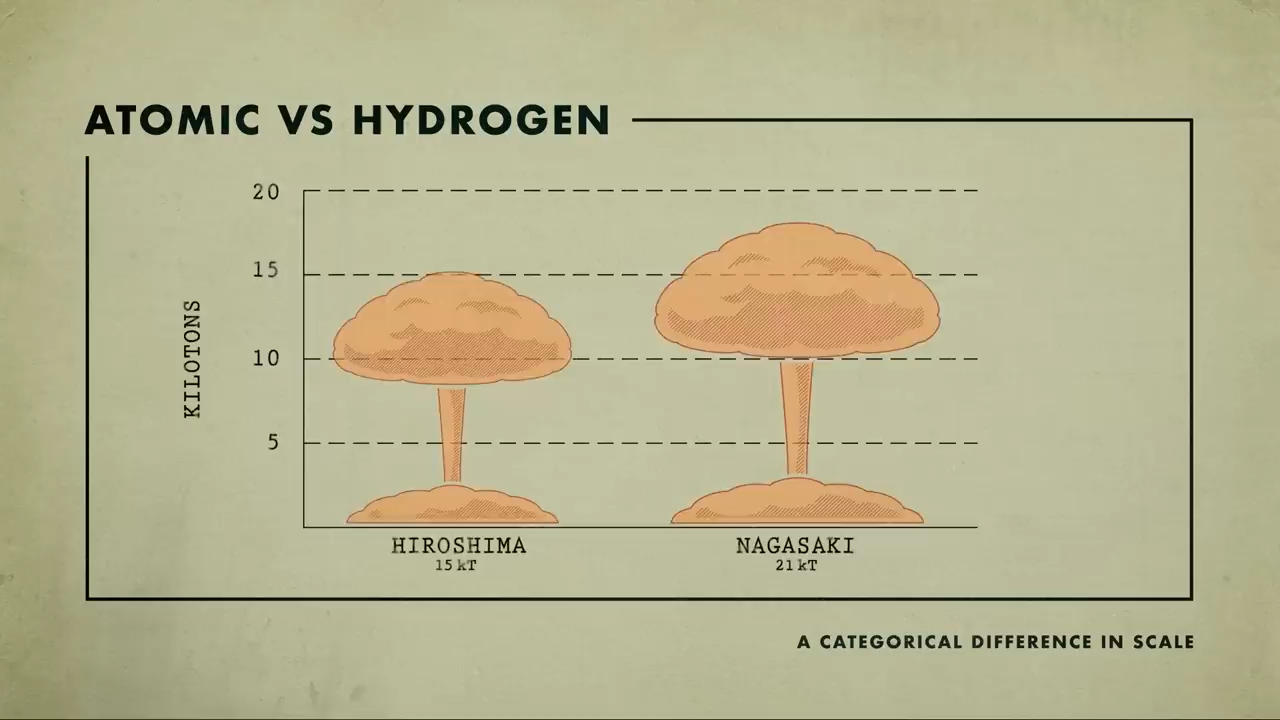 ATOMIC VS HYDROGEN
20
15
10
5
KILOTONS
HIROSHIMA
15 kT
NAGASAKI
21 kT
A CATEGORICAL DIFFERENCE IN SCALE